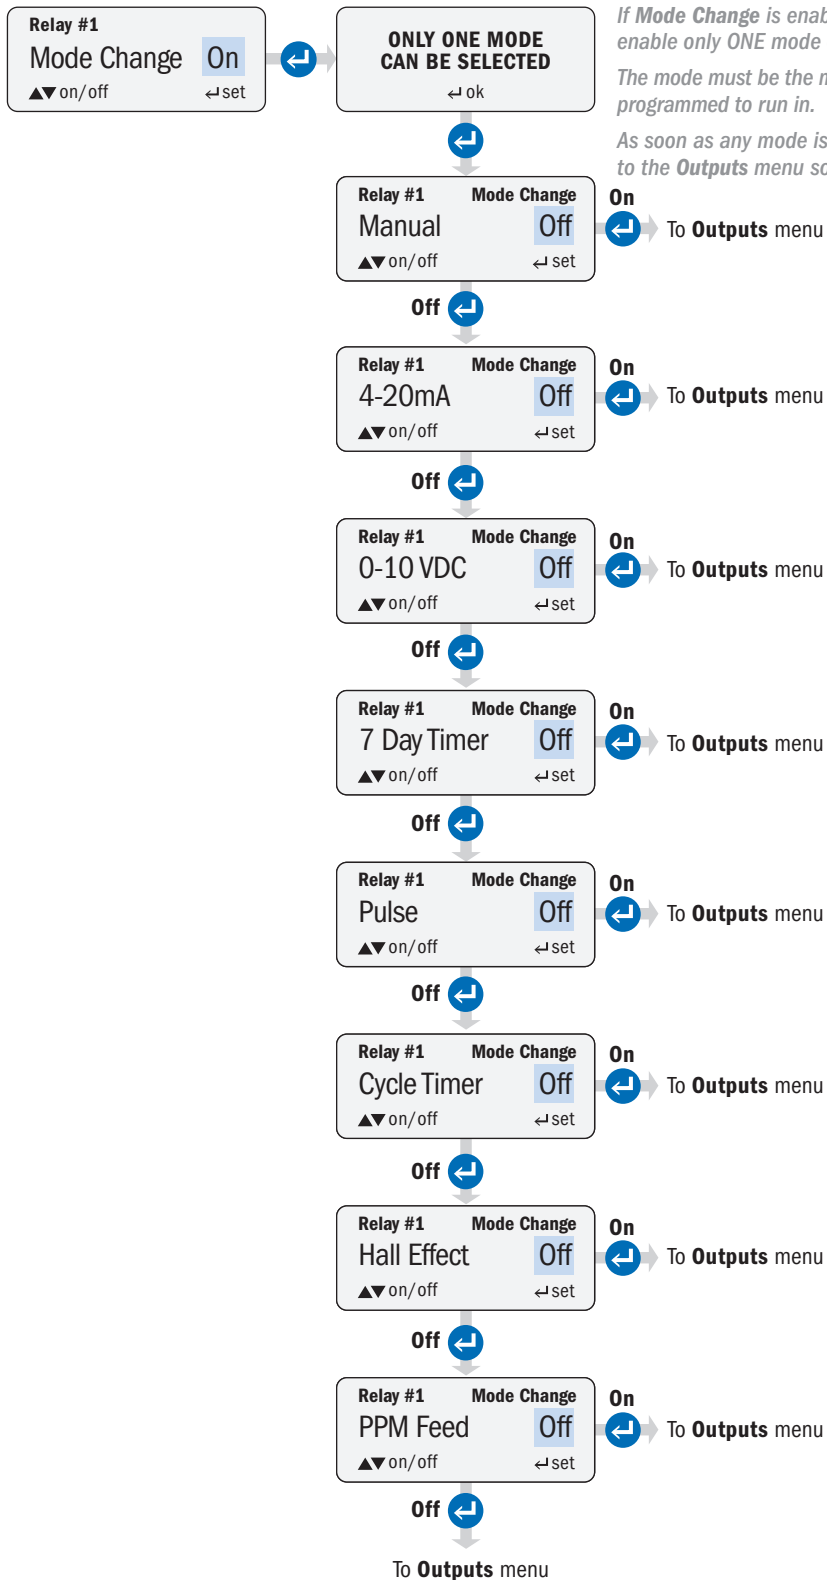 Relay #1
Mode Change On
▲▼ on/off ↵ set
ONLY ONE MODE
CAN BE SELECTED
↵ ok
If Mode Change is
enable only ONE mode
The mode must be the
programmed to run in.
As soon as any mode is
to the Outputs menu
Relay #1 Mode Change
Manual Off
▲▼ on/off ↵ set
On
To Outputs menu
Off
Relay #1 Mode Change
4-20mA Off
▲▼ on/off ↵ set
On
To Outputs menu
Off
Relay #1 Mode Change
0-10 VDC Off
▲▼ on/off ↵ set
On
To Outputs menu
Off
Relay #1 Mode Change
7 Day Timer Off
▲▼ on/off ↵ set
On
To Outputs menu
Off
Relay #1 Mode Change
Pulse Off
▲▼ on/off ↵ set
On
To Outputs menu
Off
Relay #1 Mode Change
Cycle Timer Off
▲▼ on/off ↵ set
On
To Outputs menu
Off
Relay #1 Mode Change
Hall Effect Off
▲▼ on/off ↵ set
On
To Outputs menu
Off
Relay #1 Mode Change
PPM Feed Off
▲▼ on/off ↵ set
On
To Outputs menu
Off
To Outputs menu